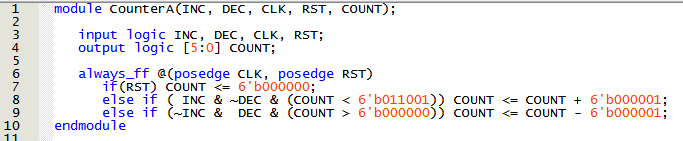 1 module CounterA(INC, DEC, CLK, RST, COUNT);
2
3 input logic INC, DEC, CLK, RST;
4 output logic [5:0] COUNT;
5
6 always_ff @(posedge CLK, posedge RST)
7 if(RST) COUNT <= 6'b000000;
8 else if ( INC & ~DEC & (COUNT < 6'b011001)) COUNT <= COUNT + 6'b000001;
9 else if (~INC &  DEC & (COUNT > 6'b000000)) COUNT <= COUNT - 6'b000001;
10 endmodule
11